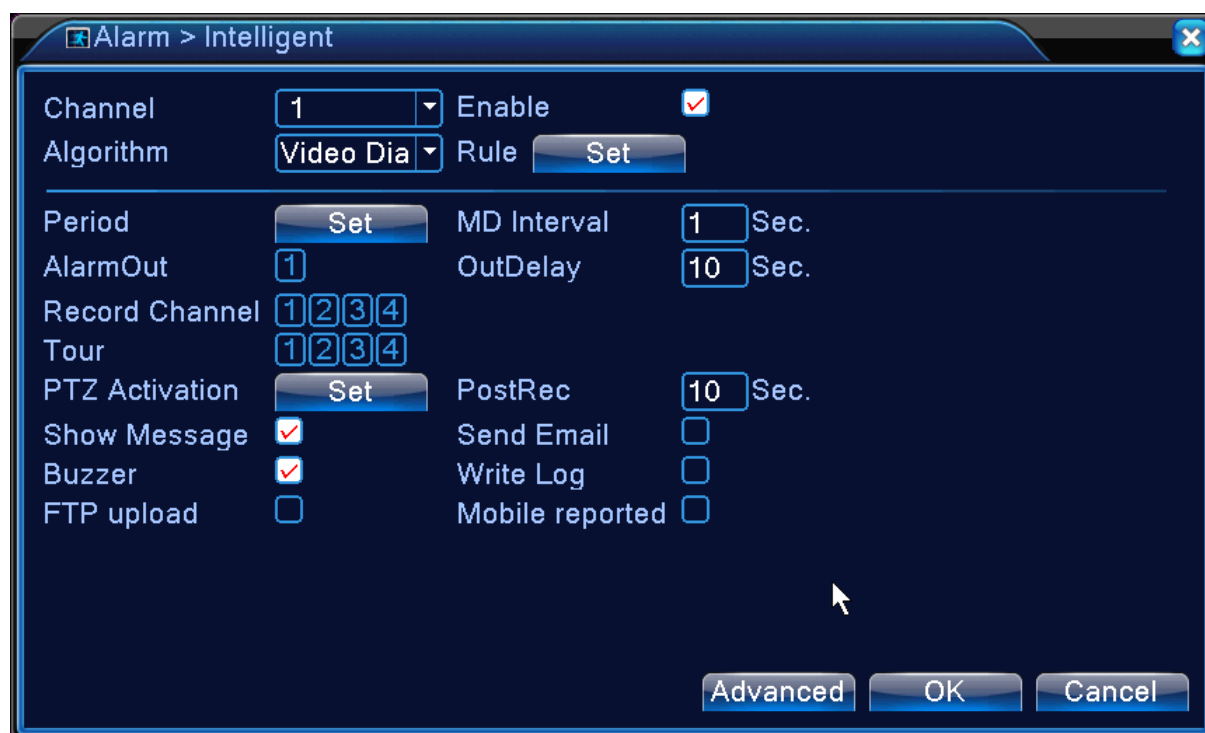 Alarm > Intelligent
Channel 1 Enable
Algorithm Video Dia Rule Set
Period Set MD Interval 1 Sec.
AlarmOut 1 OutDelay 10 Sec.
Record Channel 1 2 3 4
Tour 1 2 3 4
PTZ Activation Set PostRec 10 Sec.
Show Message Send Email
Buzzer Write Log
FTP upload Mobile reported
Advanced OK Cancel